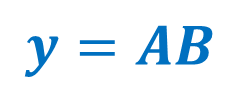 y = AB